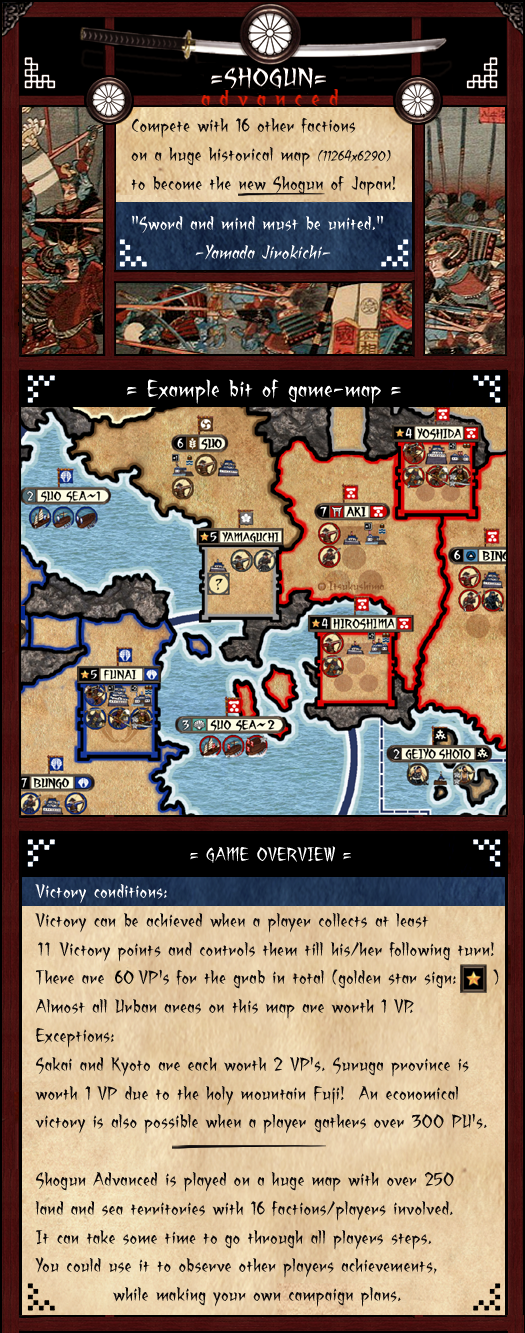 =SHOGUN=
advanced
Compete with 16 other factions
on a huge historical map (11264x6290)
to become the new Shogun of Japan!
"Sword and mind must be united."
-Yamada Jirokichi-
= Example bit of game-map =
4 YOSHIDA
6 SUO
2 SUO SEA~1
7 AKI
5 YAMAGUCHI
6 BING
?
Itsukushima
4 HIROSHIMA
5 FUNAI
3 SUO SEA~2
2 GEIYO SHOTO
7 BUNGO
= GAME OVERVIEW =
Victory conditions:
Victory can be achieved when a player collects at least
11 Victory points and controls them till his/her following turn!
There are 60 VP's for the grab in total (golden star sign: )
Almost all Urban areas on this map are worth 1 VP.
Exceptions:
Sakai and Kyoto are each worth 2 VP's. Suruga province is
worth 1 VP due to the holy mountain Fuji! An economical
victory is also possible when a player gathers over 300 PU's.
Shogun Advanced is played on a huge map with over 250
land and sea territories with 16 factions/players involved.
It can take some time to go through all players steps.
You could use it to observe other players achievements,
while making your own campaign plans.